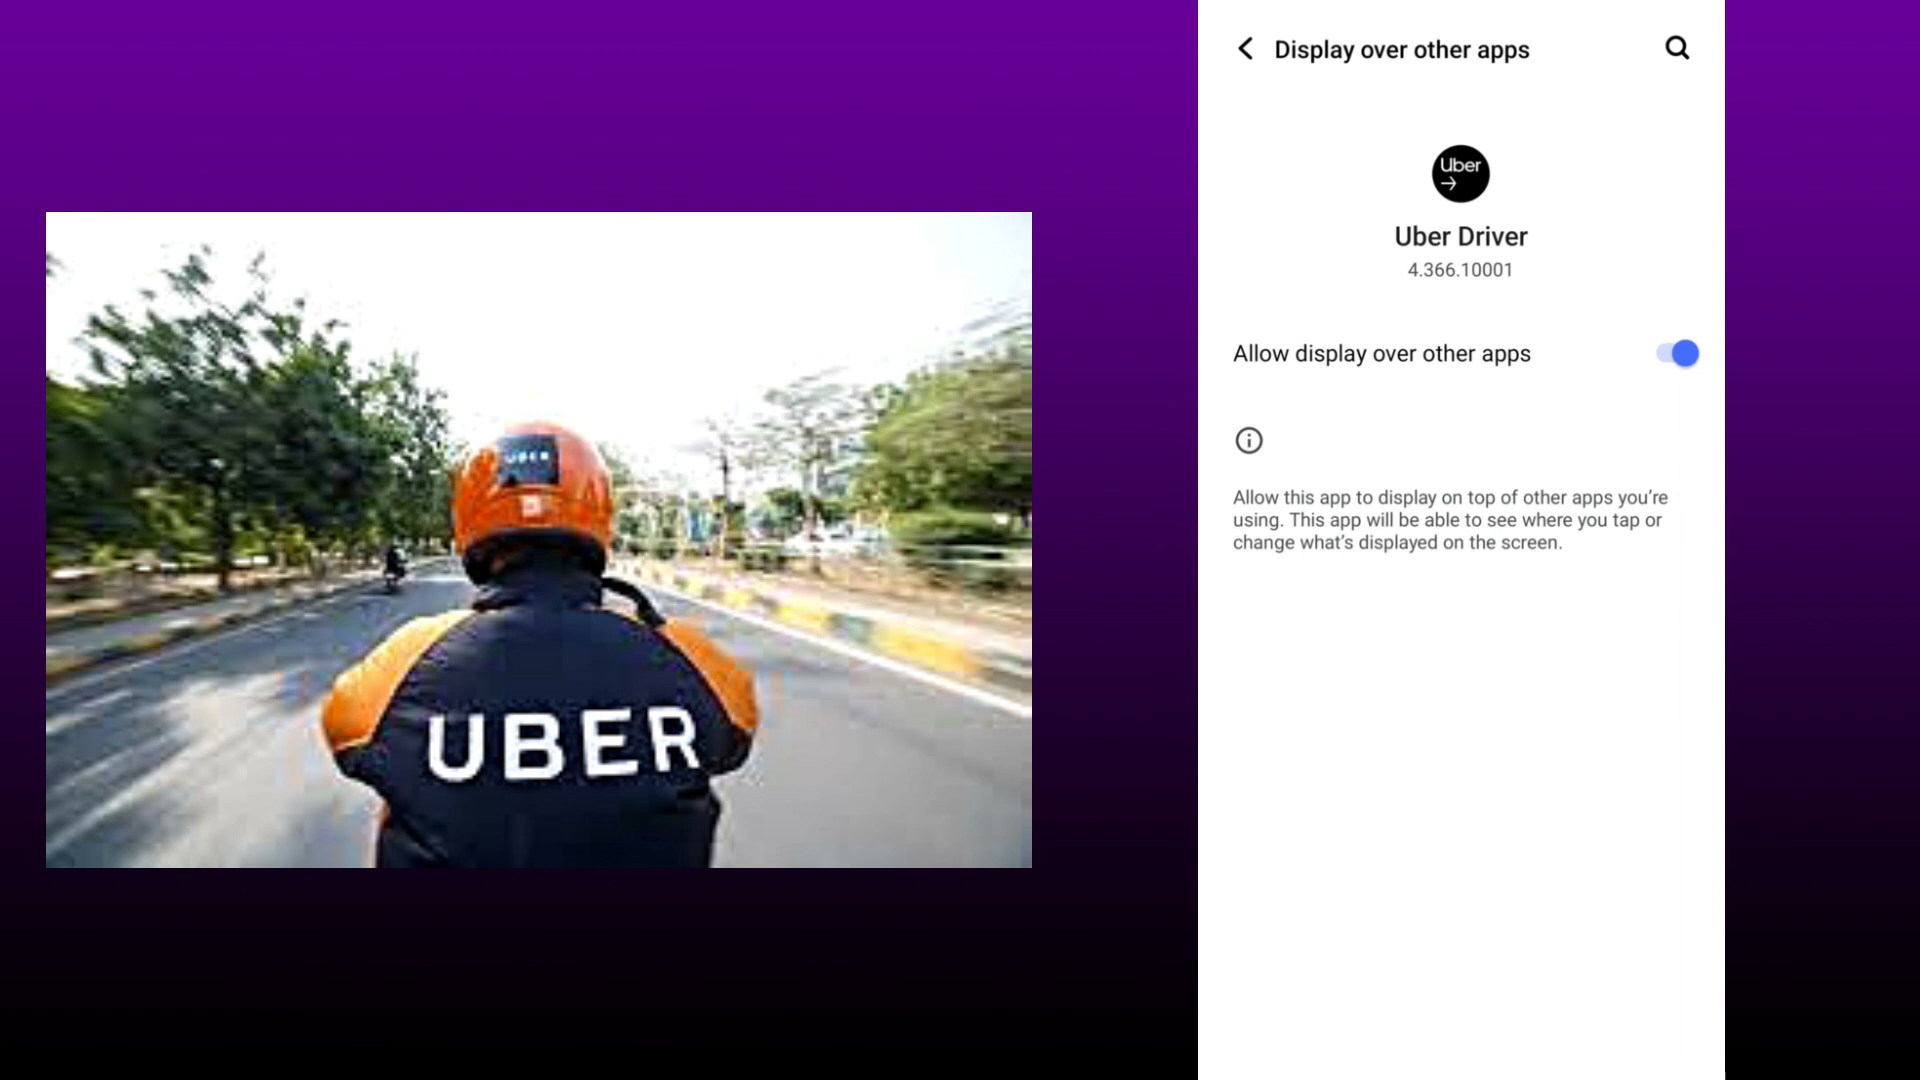 Display over other apps
Uber
Uber Driver
4.366.10001
Allow display over other apps
Allow this app to display on top of other apps you're
using. This app will be able to see where you tap or
change what's displayed on the screen.
UBER
UBER